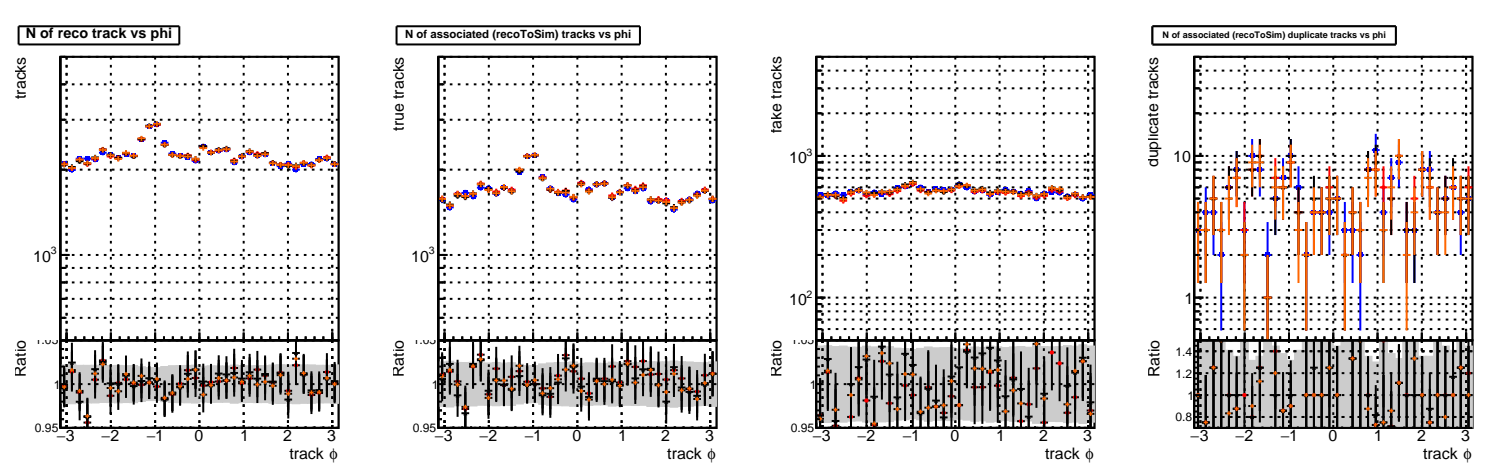 N of reco track vs phi
tracks
10³
Ratio
1
0.95
−3 −2 −1 0 1 2 3
track ϕ
N of associated (recoToSim) tracks vs phi
true tracks
10³
Ratio
1
0.95
−3 −2 −1 0 1 2 3
track ϕ
fake tracks
10³
10²
Ratio
1
0.95
−3 −2 −1 0 1 2 3
track ϕ
N of associated (recoToSim) duplicate tracks vs phi
duplicate tracks
10
1
Ratio
1.4
1.2
1
0.8
−3 −2 −1 0 1 2 3
track ϕ